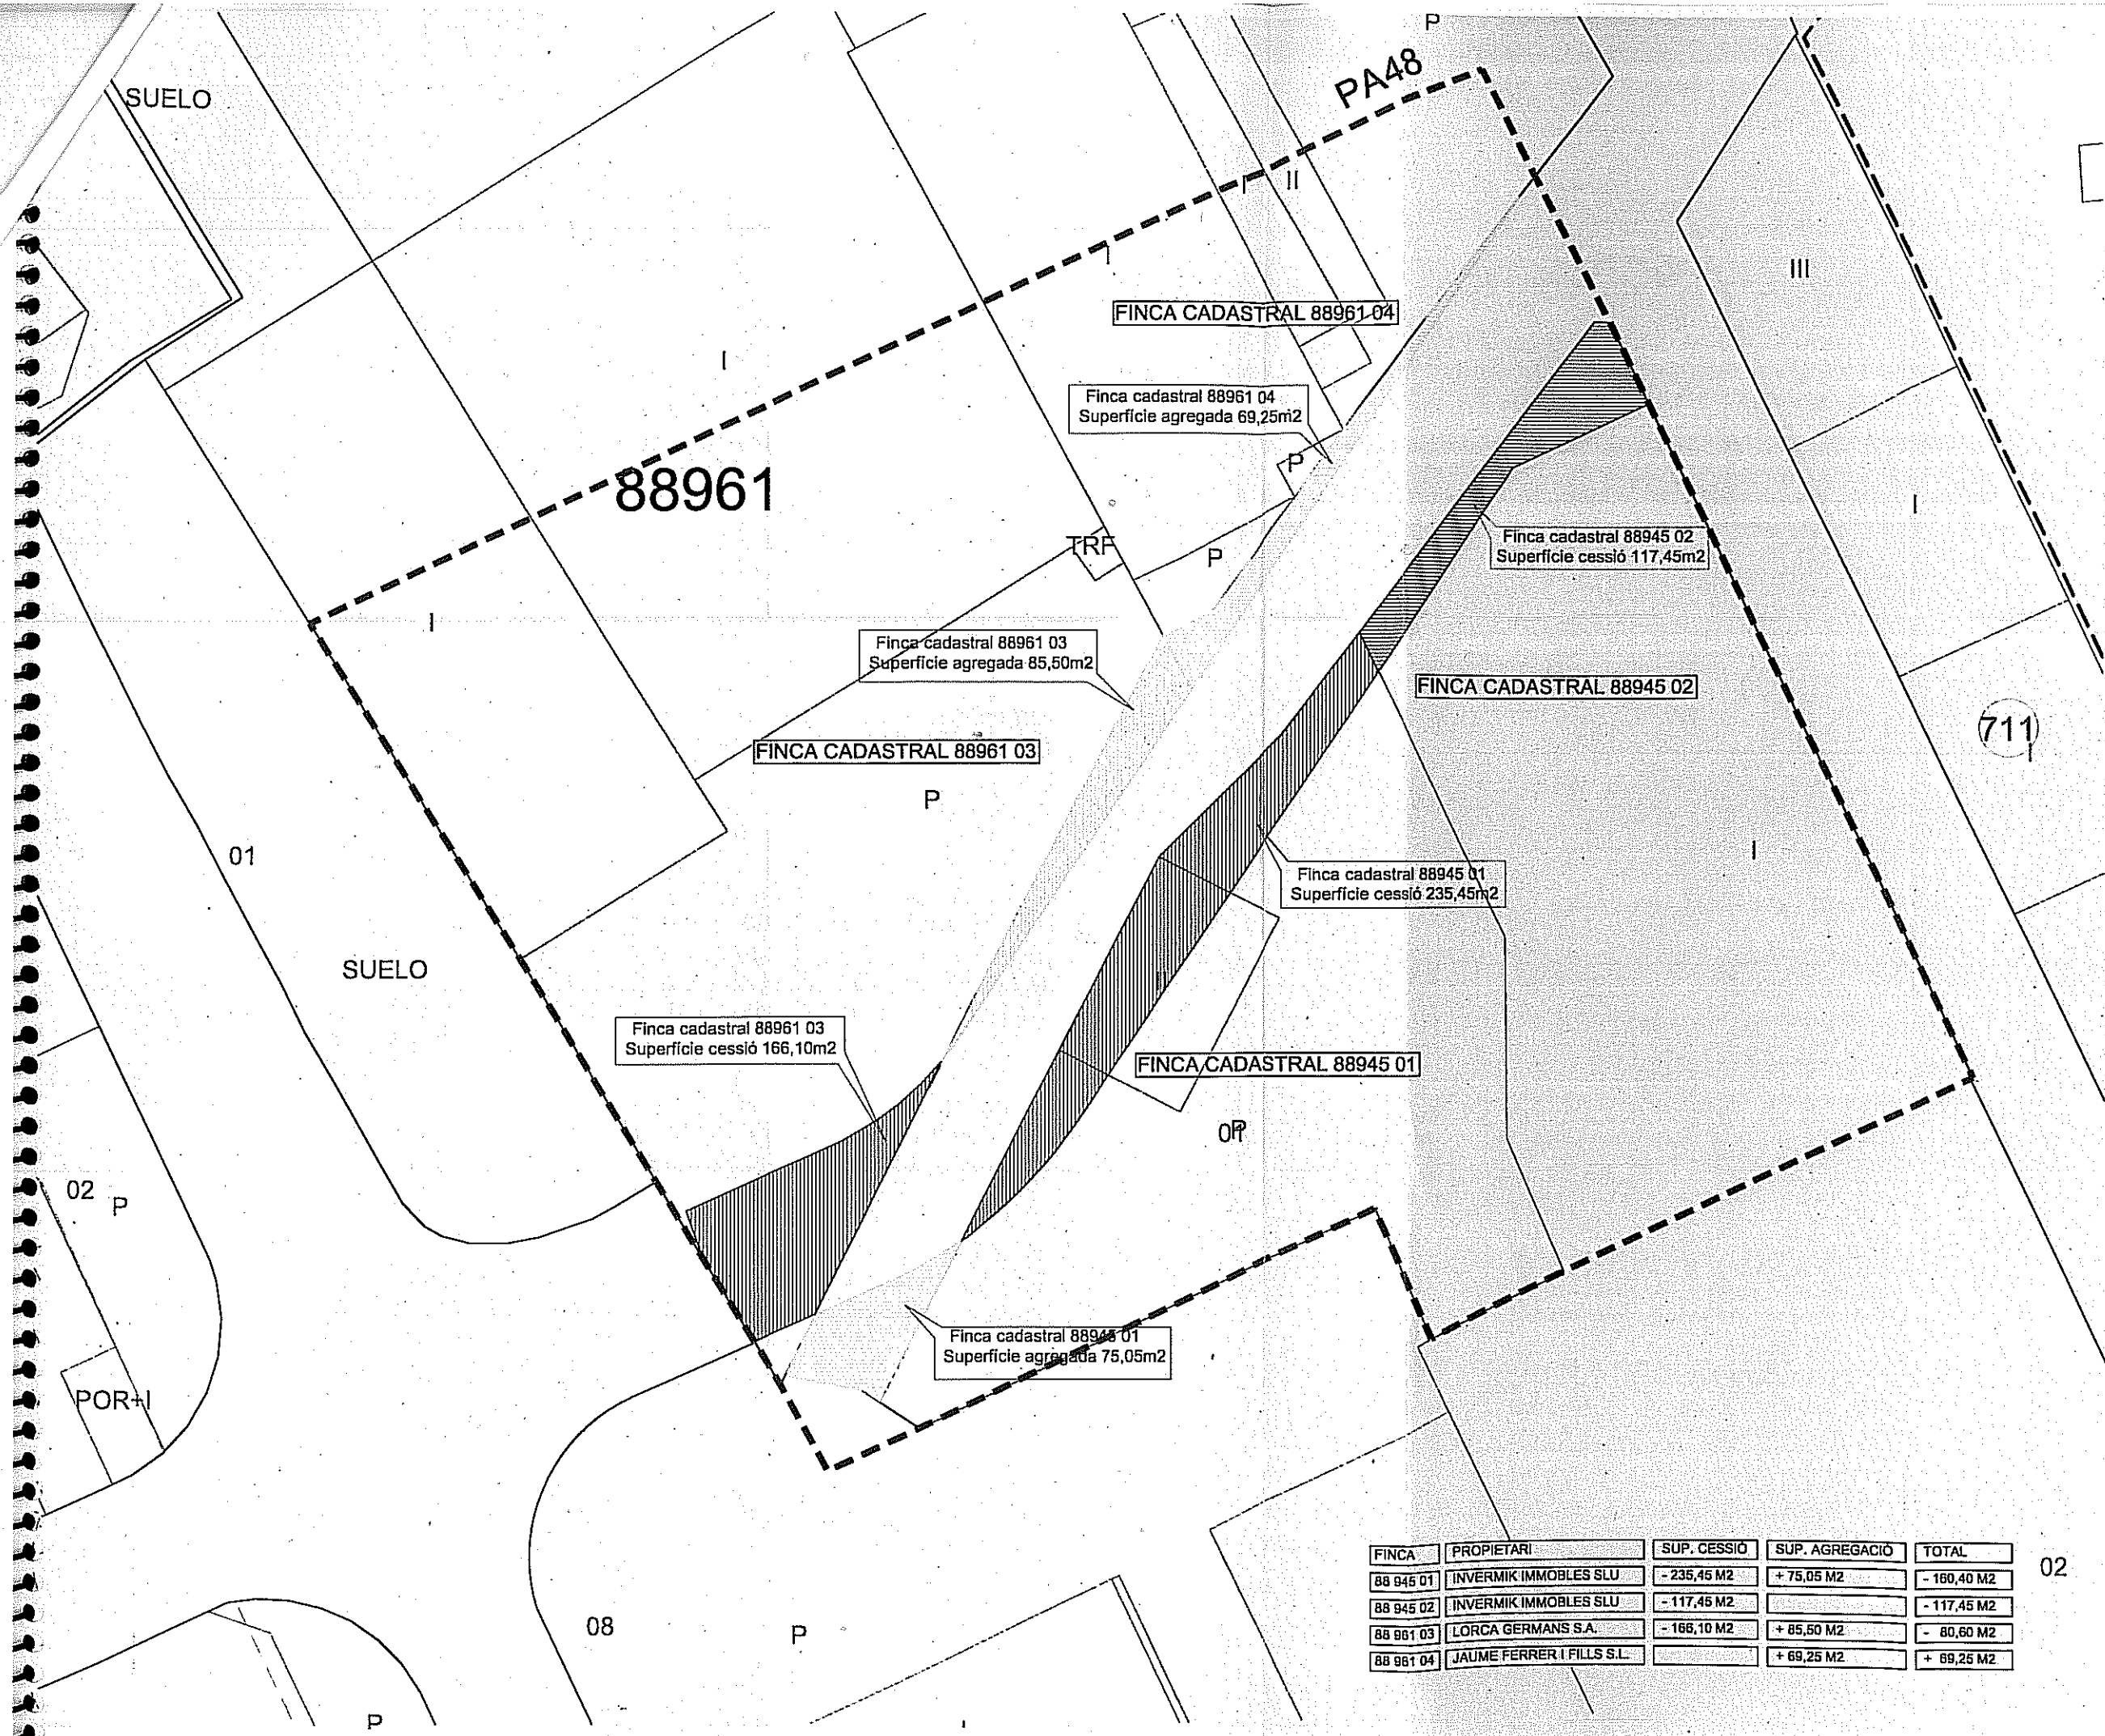 P
PA48
SUELO
I
II
III
I
FINCA CADASTRAL 88961 04
I
Finca cadastral 88961 04
Superfície agregada 69,25m2
P
88961
I
Finca cadastral 88945 02
Superfície cessió 117,45m2
TRF
P
I
Finca cadastral 88961 03
Superfície agregada 85,50m2
FINCA CADASTRAL 88945 02
711
I
FINCA CADASTRAL 88961 03
P
01
I
Finca cadastral 88945 01
Superfície cessió 235,45m2
SUELO
Finca cadastral 88961 03
Superfície cessió 166,10m2
FINCA CADASTRAL 88945 01
01
P
02
P
Finca cadastral 88945 01
Superfície agregada 75,05m2
POR+I
FINCA PROPIETARI SUP. CESSIÓ SUP. AGREGACIÓ TOTAL
88 945 01 INVERMIK IMMOBLES SLU - 235,45 M2 + 75,05 M2 - 160,40 M2
88 945 02 INVERMIK IMMOBLES SLU - 117,45 M2 - 117,45 M2
88 961 03 LORCA GERMANS S.A. - 166,10 M2 + 85,50 M2 - 80,60 M2
88 961 04 JAUME FERRER I FILLS S.L. + 69,25 M2 + 69,25 M2
02
08
P
P